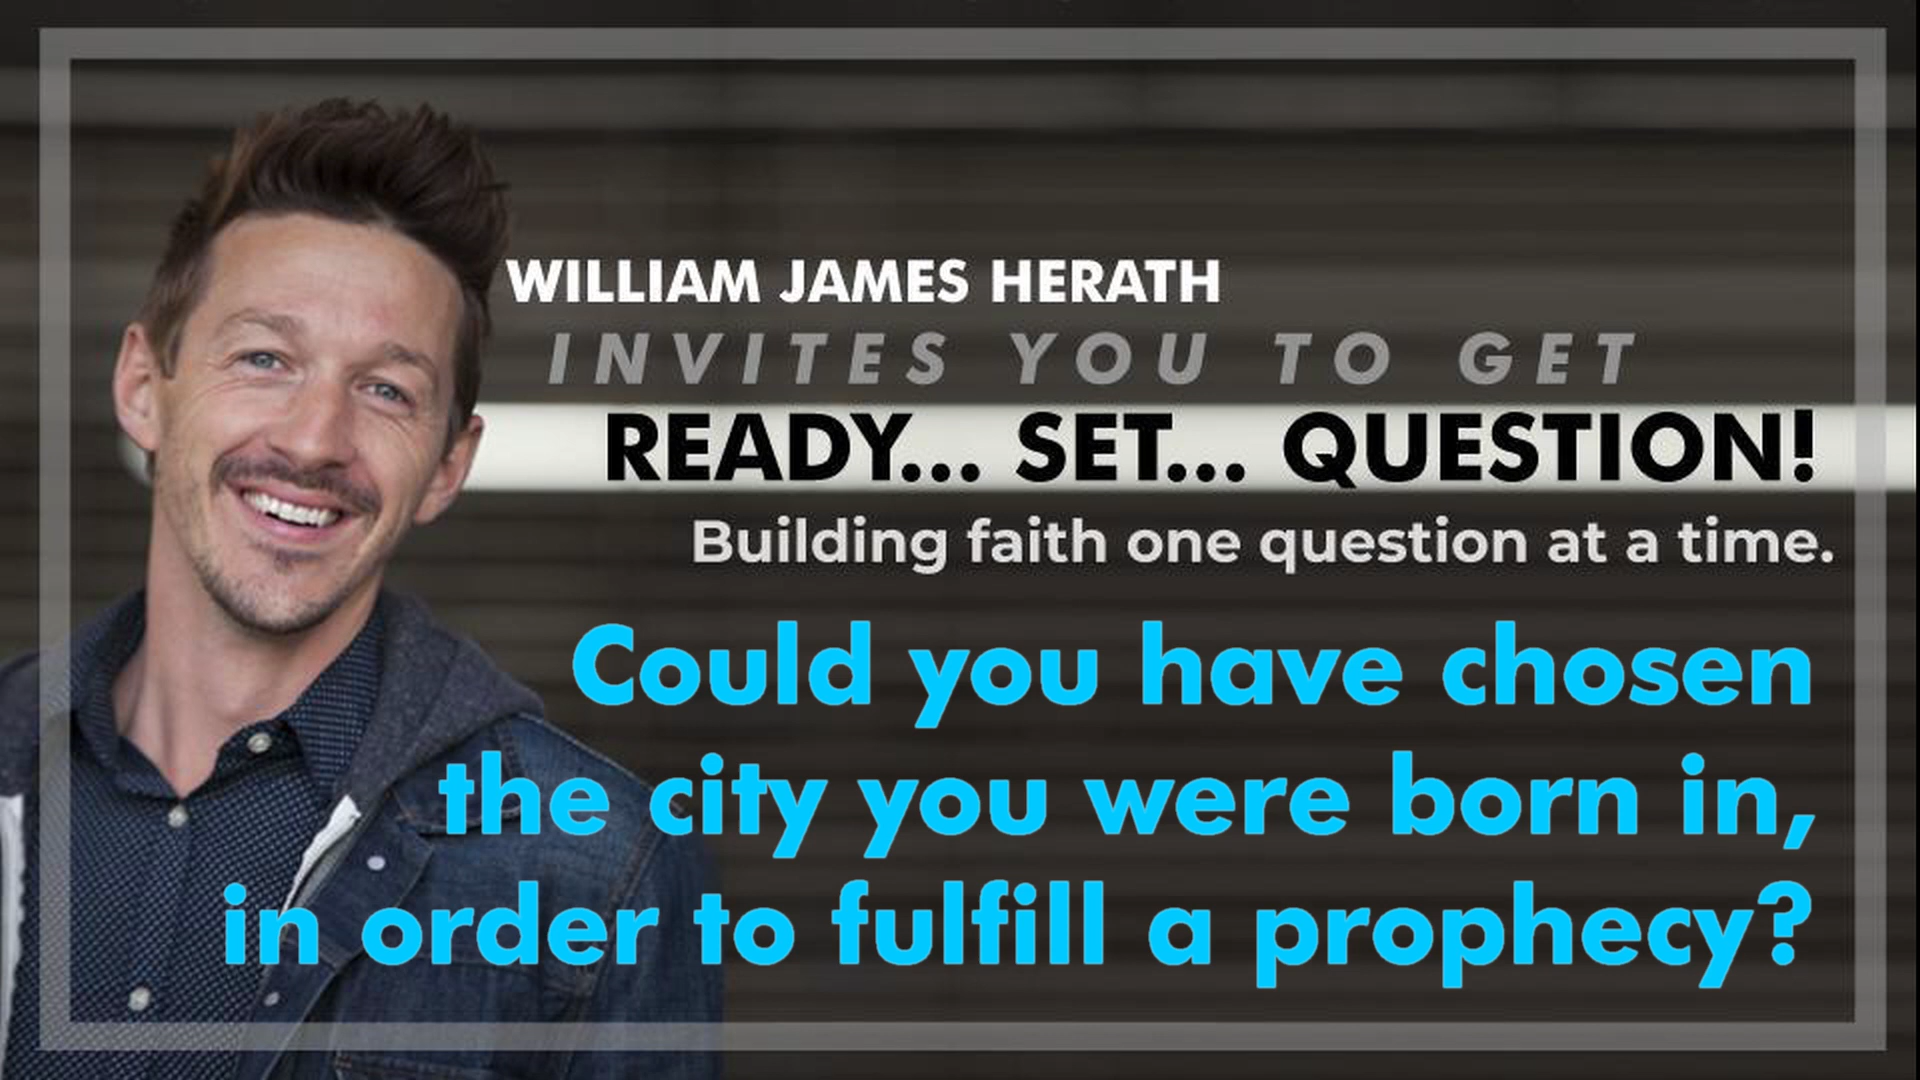 WILLIAM JAMES HERATH
INVITES YOU TO GET
READY... SET... QUESTION!
Building faith one question at a time.
Could you have chosen
the city you were born in,
in order to fulfill a prophecy?